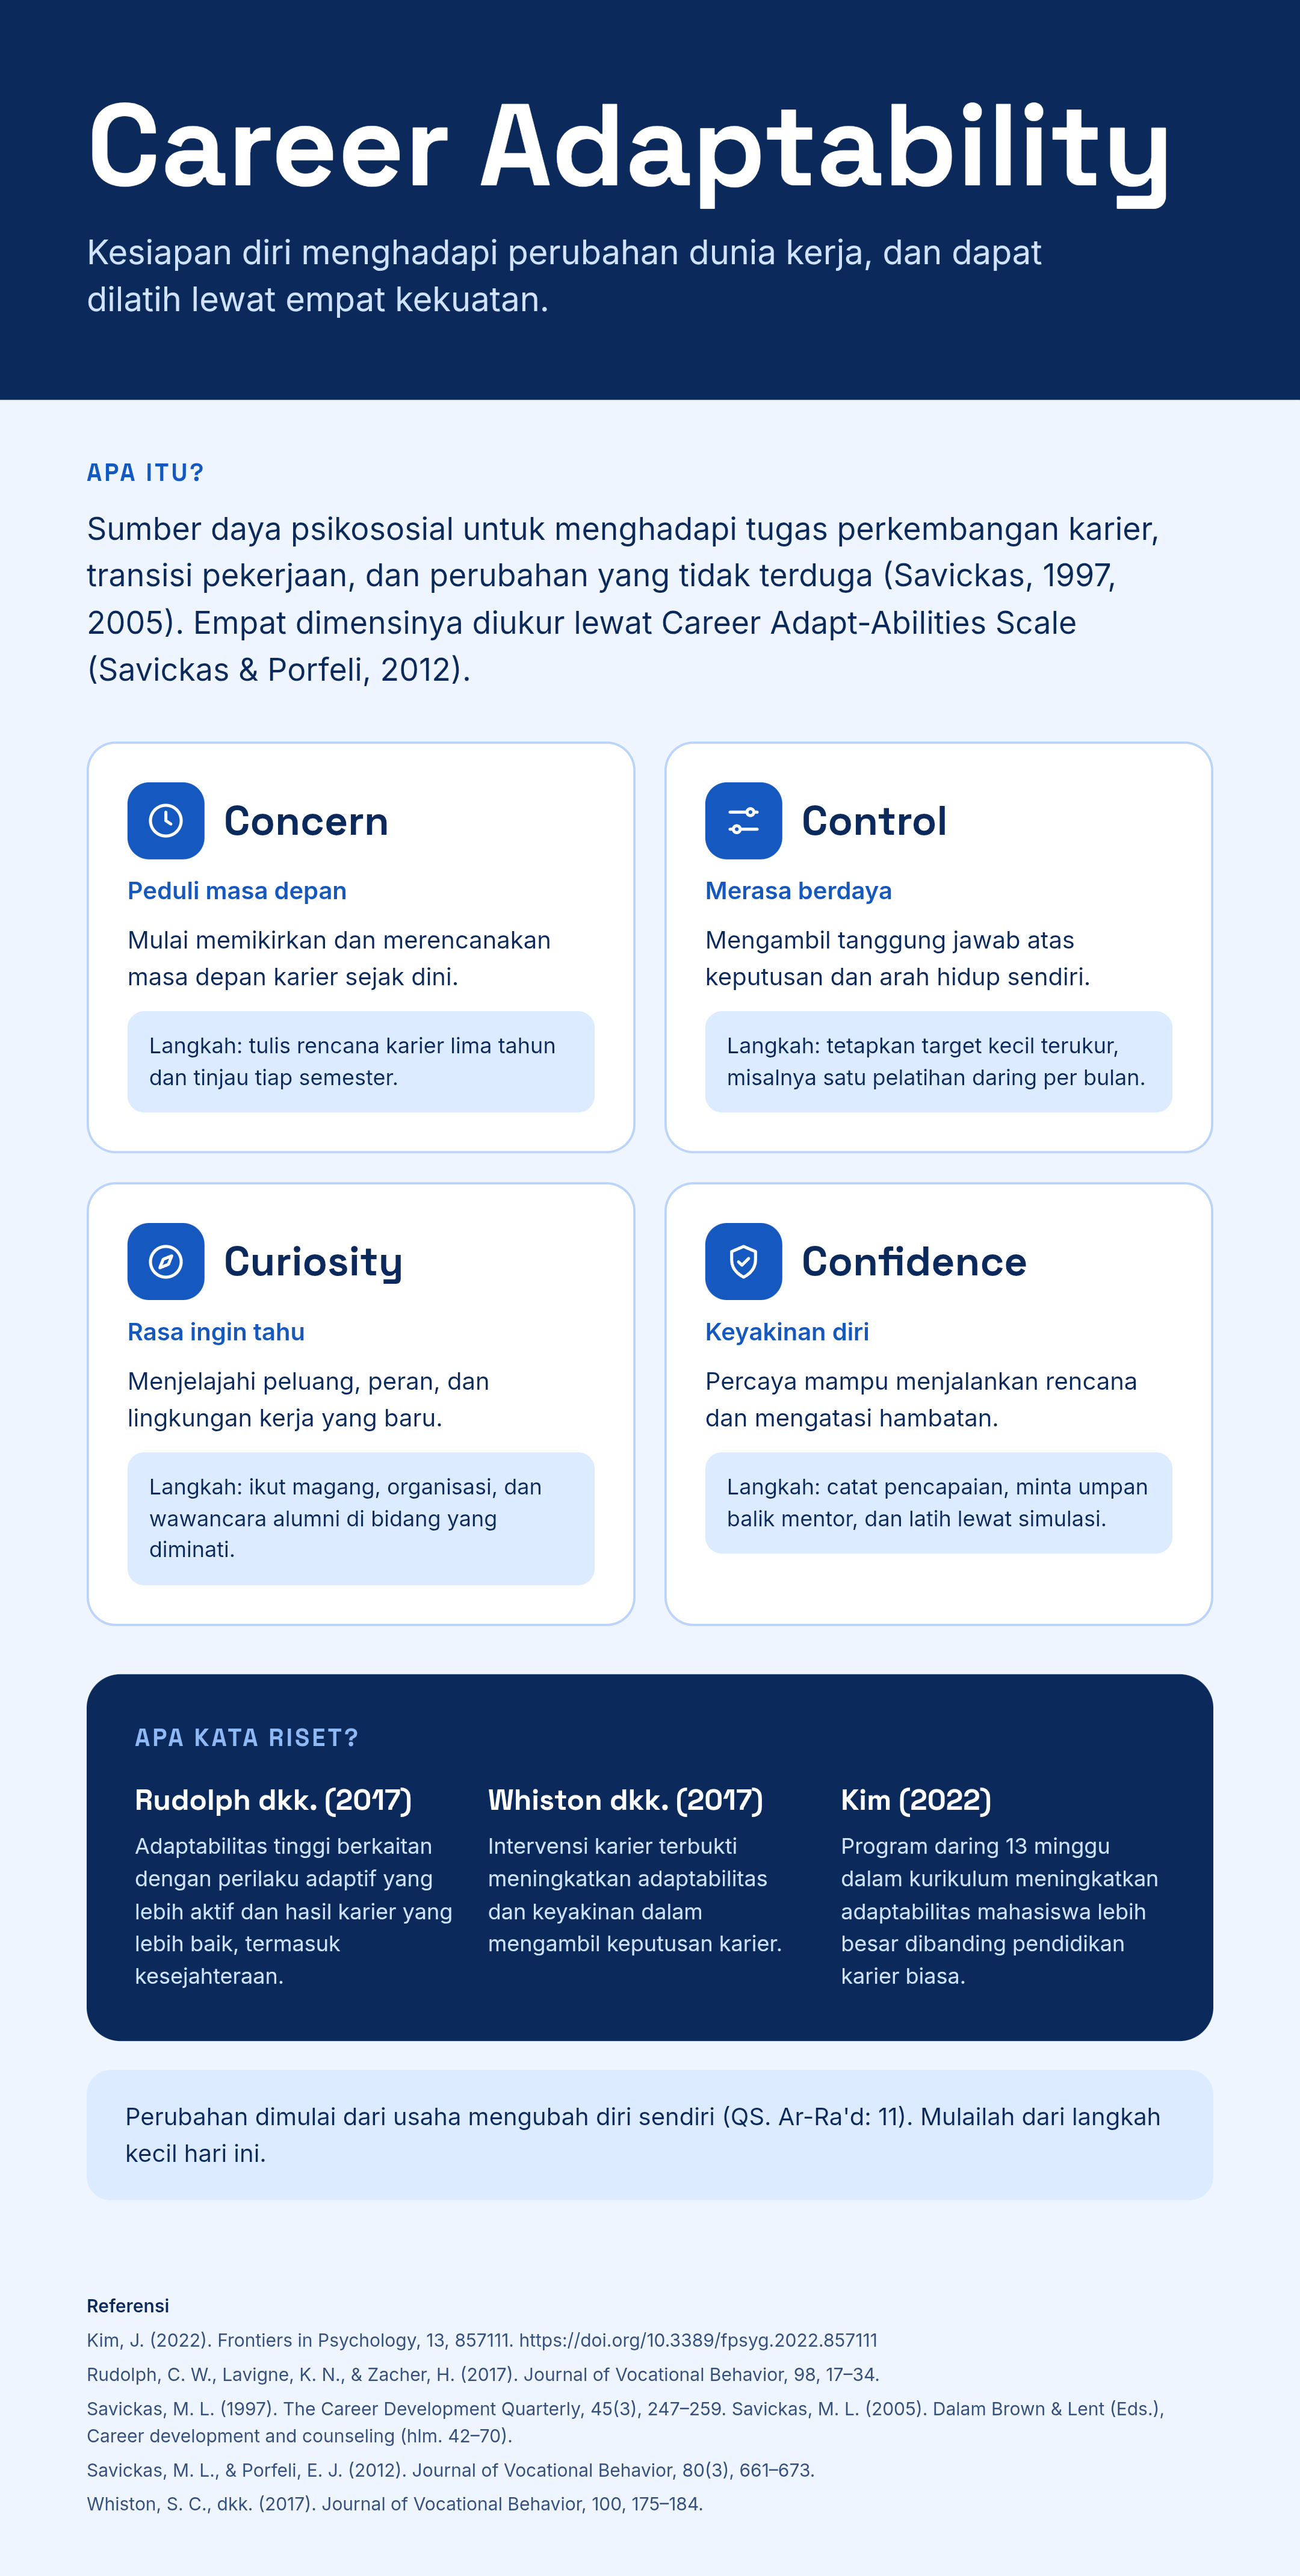 Career Adaptability
Kesiapan diri menghadapi perubahan dunia kerja, dan dapat
dilatih lewat empat kekuatan.
APA ITU?
Sumber daya psikososial untuk menghadapi tugas perkembangan karier,
transisi pekerjaan, dan perubahan yang tidak terduga (Savickas, 1997,
2005). Empat dimensinya diukur lewat Career Adapt-Abilities Scale
(Savickas & Porfeli, 2012).
Concern
Peduli masa depan
Mulai memikirkan dan merencanakan
masa depan karier sejak dini.
Langkah: tulis rencana karier lima tahun
dan tinjau tiap semester.
Control
Merasa berdaya
Mengambil tanggung jawab atas
keputusan dan arah hidup sendiri.
Langkah: tetapkan target kecil terukur,
misalnya satu pelatihan daring per bulan.
Curiosity
Rasa ingin tahu
Menjelajahi peluang, peran, dan
lingkungan kerja yang baru.
Langkah: ikut magang, organisasi, dan
wawancara alumni di bidang yang
diminati.
Confidence
Keyakinan diri
Percaya mampu menjalankan rencana
dan mengatasi hambatan.
Langkah: catat pencapaian, minta umpan
balik mentor, dan latih lewat simulasi.
APA KATA RISET?
Rudolph dkk. (2017)
Adaptabilitas tinggi berkaitan
dengan perilaku adaptif yang
lebih aktif dan hasil karier yang
lebih baik, termasuk
kesejahteraan.
Whiston dkk. (2017)
Intervensi karier terbukti
meningkatkan adaptabilitas
dan keyakinan dalam
mengambil keputusan karier.
Kim (2022)
Program daring 13 minggu
dalam kurikulum meningkatkan
adaptabilitas mahasiswa lebih
besar dibanding pendidikan
karier biasa.
Perubahan dimulai dari usaha mengubah diri sendiri (QS. Ar-Ra'd: 11). Mulailah dari langkah
kecil hari ini.
Referensi
Kim, J. (2022). Frontiers in Psychology, 13, 857111. https://doi.org/10.3389/fpsyg.2022.857111
Rudolph, C. W., Lavigne, K. N., & Zacher, H. (2017). Journal of Vocational Behavior, 98, 17–34.
Savickas, M. L. (1997). The Career Development Quarterly, 45(3), 247–259. Savickas, M. L. (2005). Dalam Brown & Lent (Eds.),
Career development and counseling (hlm. 42–70).
Savickas, M. L., & Porfeli, E. J. (2012). Journal of Vocational Behavior, 80(3), 661–673.
Whiston, S. C., dkk. (2017). Journal of Vocational Behavior, 100, 175–184.